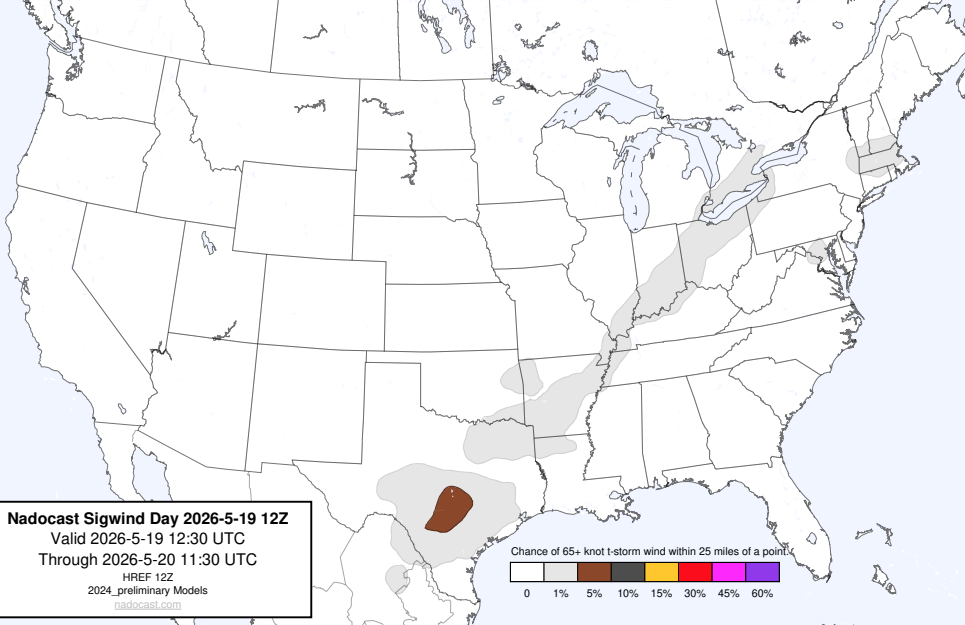 Nadocast Sigwind Day 2026-5-19 12Z
Valid 2026-5-19 12:30 UTC
Through 2026-5-20 11:30 UTC
HREF 12Z
2024_preliminary Models
nadocast.com
Chance of 65+ knot t-storm wind within 25 miles of a point.
0 1% 5% 10% 15% 30% 45% 60%